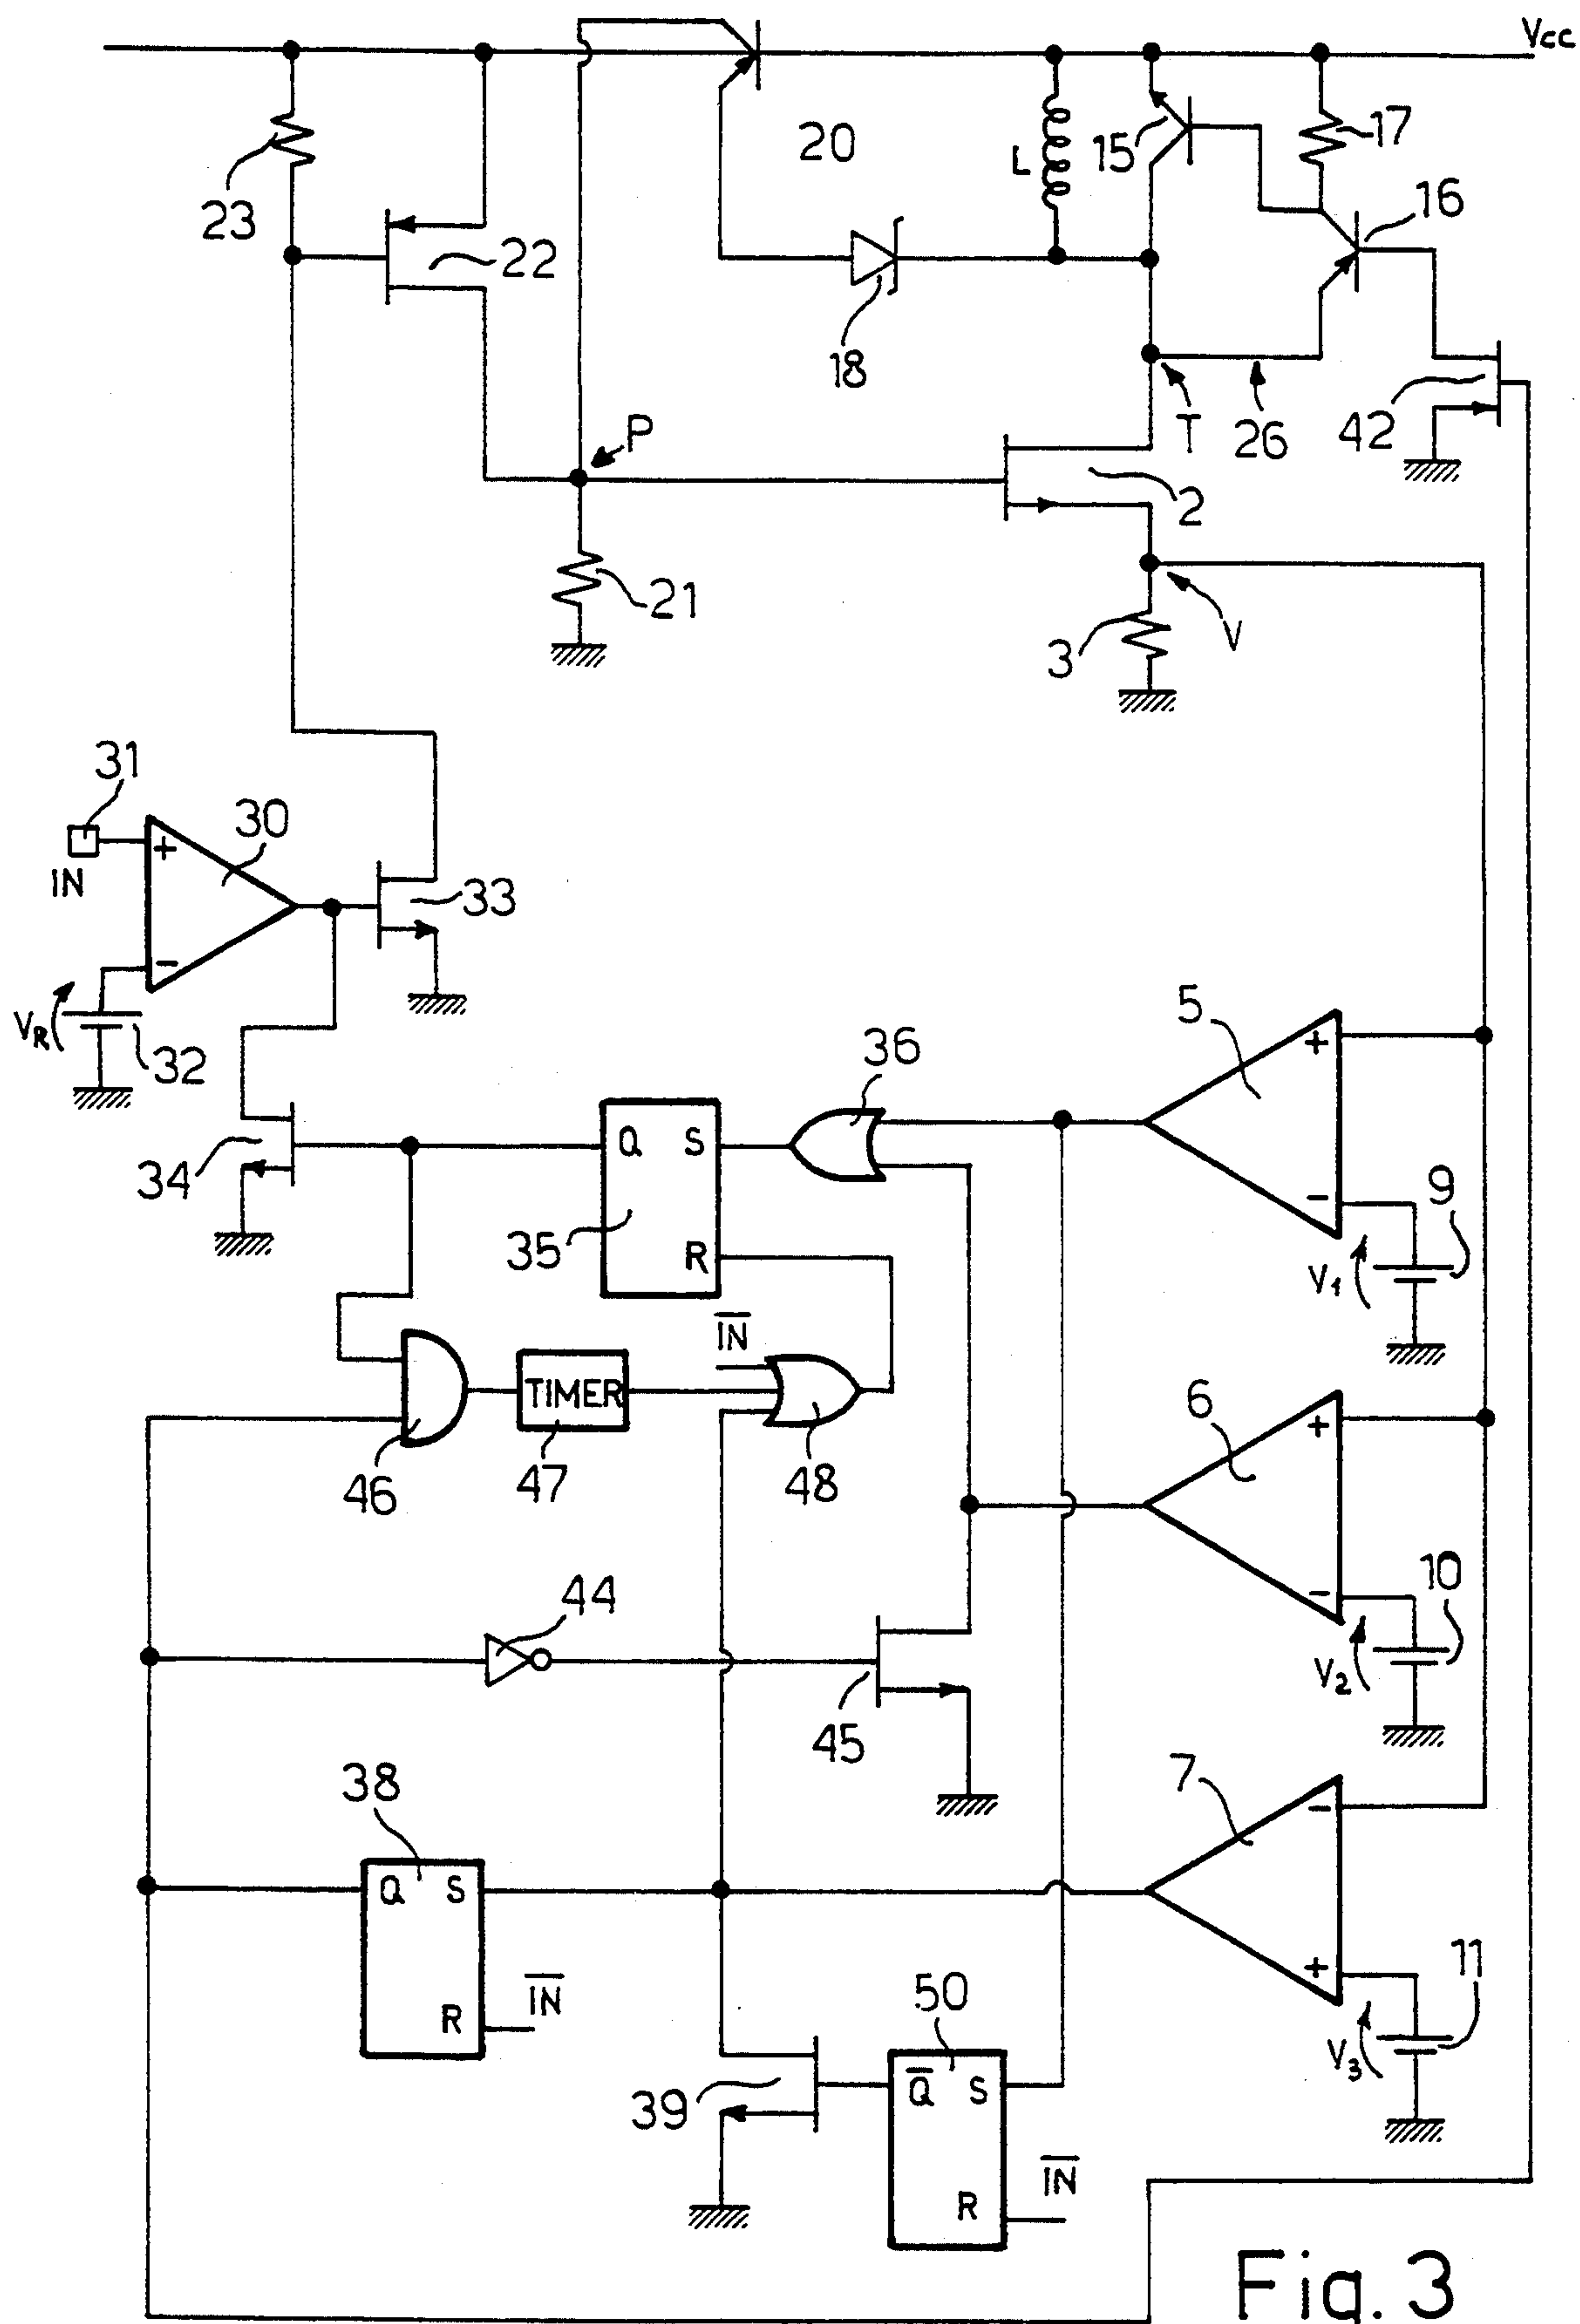 Vcc
20
L
15
17
16
23
22
18
P
T
26
42
2
21
3
V
31
30
IN
33
+
−
VR
32
36
5
+
34
Q S
35
R
−
9
V1
IN
TIMER
46
47
48
6
+
−
10
V2
44
45
7
38
Q S
−
R
IN
+
11
V3
50
39
Q S
R
IN
Fig. 3